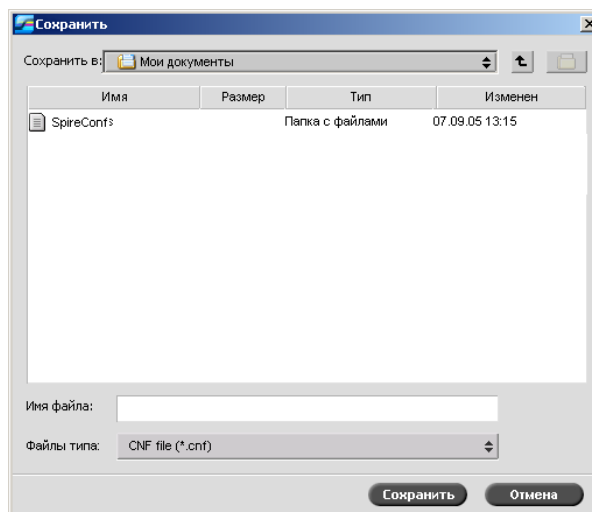 Сохранить
Сохранить в: Мои документы
Имя Размер Тип Изменен
SpireConfs Папка с файлами 07.09.05 13:15
Имя файла:
Файлы типа: CNF file (*.cnf)
Сохранить Отмена